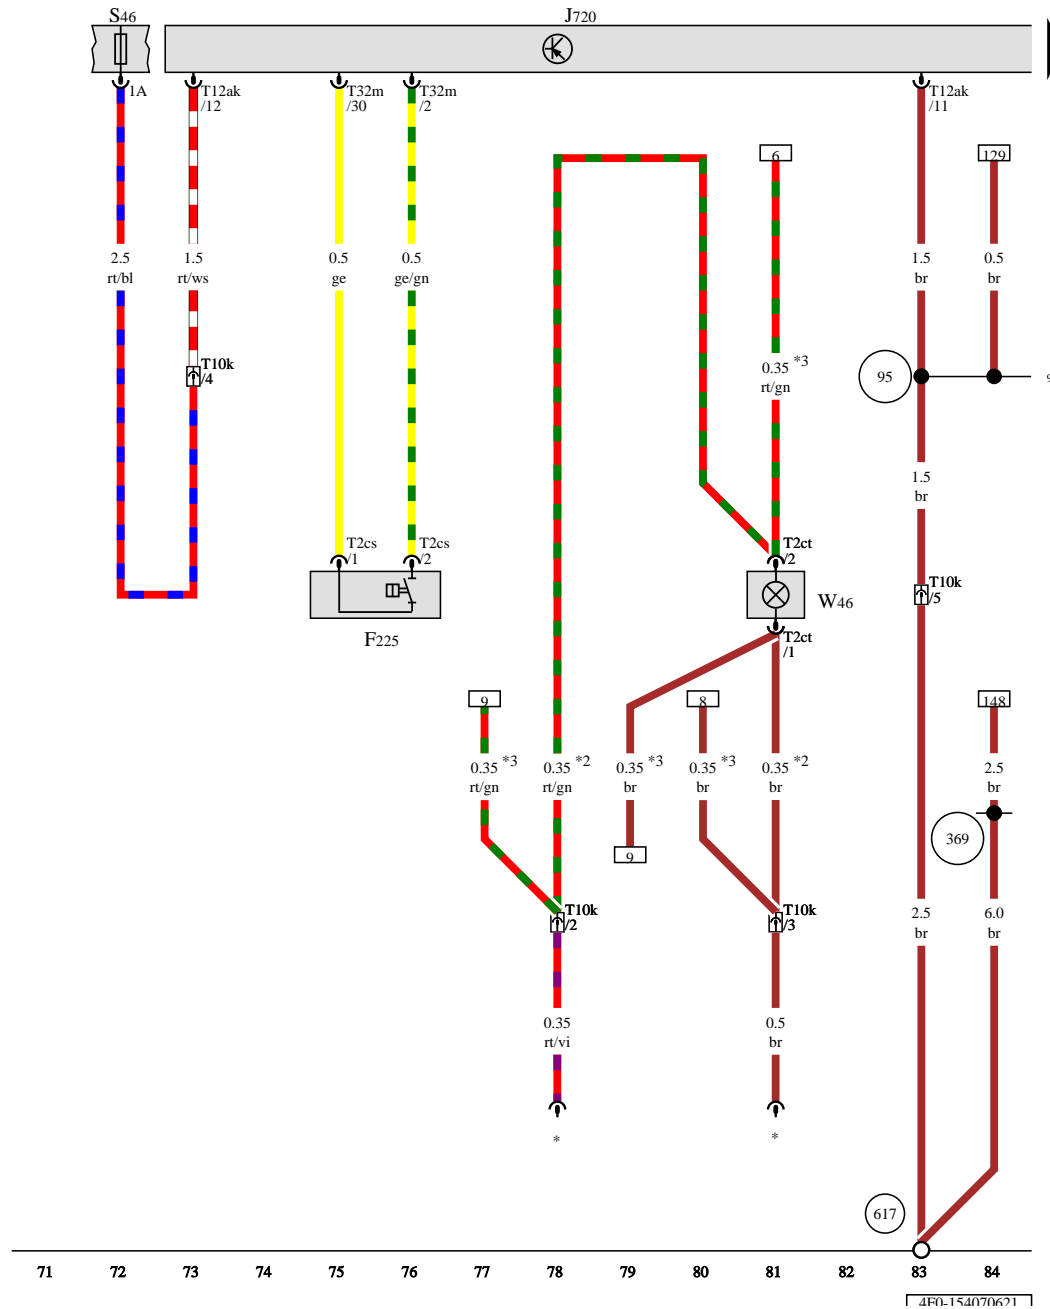 S46
J720
1A
T12ak
/12
T32m
/30
T32m
/2
T12ak
/11
6
129
2.5
rt/bl
1.5
rt/ws
0.5
ge
0.5
ge/gn
1.5
br
0.5
br
T10k
/4
0.35 *3
rt/gn
95
1.5
br
T2cs
/1
T2cs
/2
T2ct
/2
T10k
/5
W46
F225
T2ct
/1
9
8
148
0.35 *3
rt/gn
0.35 *2
rt/gn
0.35 *3
br
0.35 *3
br
0.35 *2
br
2.5
br
369
9
T10k
/2
T10k
/3
2.5
br
6.0
br
0.35
rt/vi
0.5
br
*
*
617
71 72 73 74 75 76 77 78 79 80 81 82 83 84
4F0-154070621